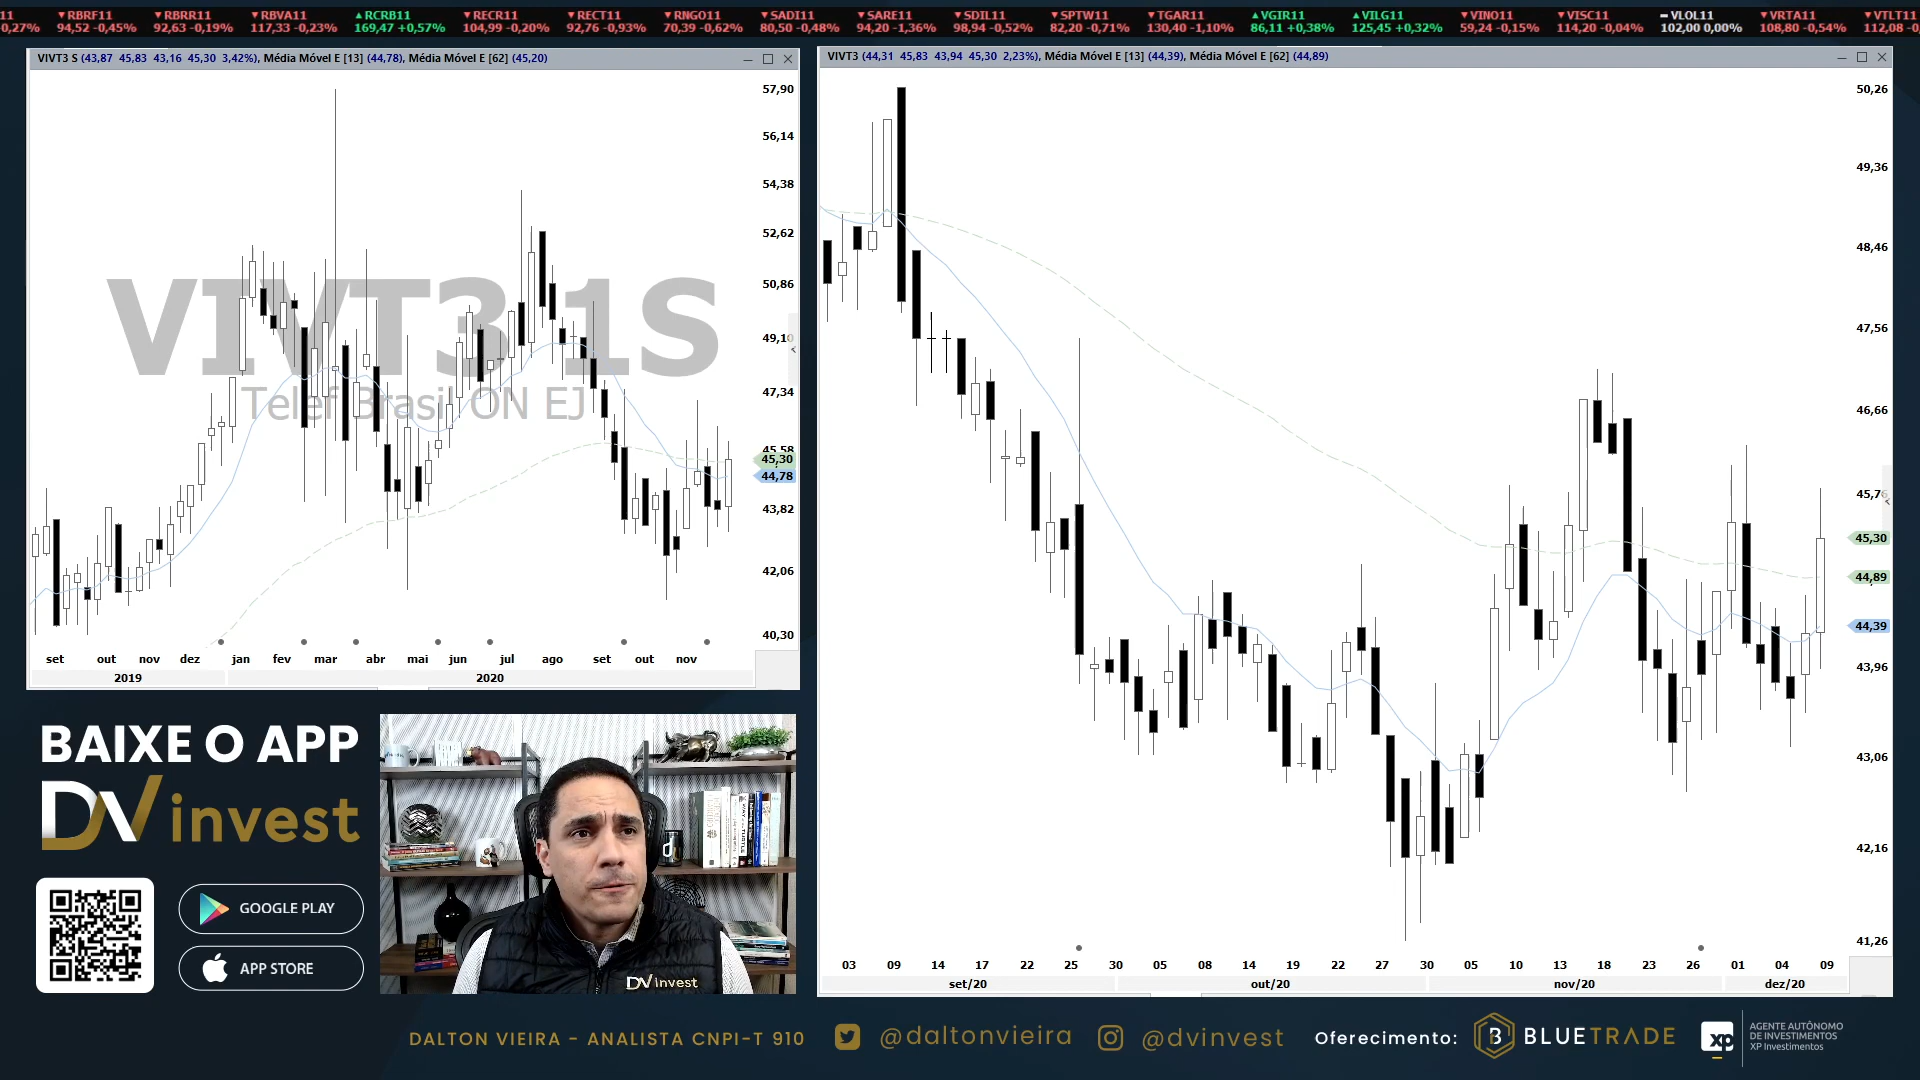 11 ▼RBRF11 ▼RBRR11 ▼RBVA11 ▲RCRB11 ▼RECR11 ▼RECT11 ▼RNGO11 ▼SADI11 ▼SARE11 ▼SDIL11 ▼SPTW11 ▼TGAR11 ▲VGIR11 ▲VILG11 ▼VINO11 ▼VISC11 VLOL11 ▼VRTA11 ▼VTLT11
-0,27% 94,52 -0,45% 92,63 -0,19% 117,33 -0,23% 169,47 +0,57% 104,99 -0,20% 92,76 -0,93% 70,39 -0,62% 80,50 -0,48% 94,20 -1,36% 98,94 -0,52% 82,20 -0,71% 130,40 -1,10% 86,11 +0,38% 125,45 +0,32% 59,24 -0,15% 114,20 -0,04% 102,00 0,00% 108,80 -0,54% 112,08 -0
VIVT3 S (43,87 45,83 43,16 45,30 3,42%), Média Móvel E [13] (44,78), Média Móvel E [62] (45,20)
57,90
56,14
54,38
52,62
50,86
49,10
47,34
45,58
45,30
44,78
43,82
42,06
40,30
VIVT3 1S
Telef Brasil ON EJ
set out nov dez jan fev mar abr mai jun jul ago set out nov
2019 2020
VIVT3 (44,31 45,83 43,94 45,30 2,23%), Média Móvel E [13] (44,39), Média Móvel E [62] (44,89)
50,26
49,36
48,46
47,56
46,66
45,76
45,30
44,89
44,39
43,96
43,06
42,16
41,26
03 09 14 17 22 25 30 05 08 14 19 22 27 30 05 10 13 18 23 26 01 04 09
set/20 out/20 nov/20 dez/20
BAIXE O APP
DV invest
GOOGLE PLAY
APP STORE
DV invest
DALTON VIEIRA - ANALISTA CNPI-T 910
@daltonvieira
@dvinvest
Oferecimento:
BLUETRADE
xp
AGENTE AUTÔNOMO
DE INVESTIMENTOS
XP Investimentos